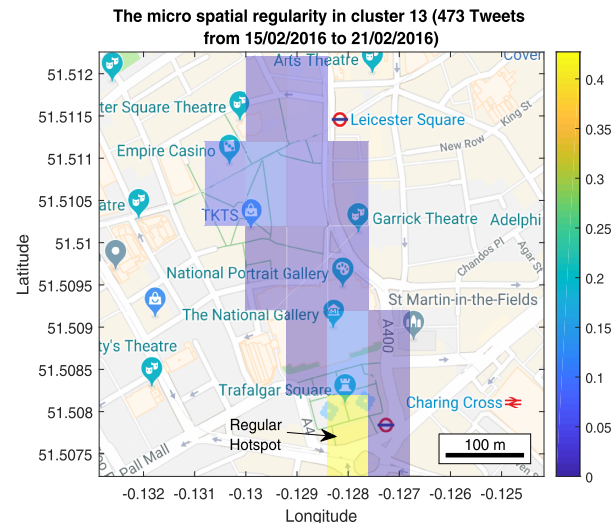 The micro spatial regularity in cluster 13 (473 Tweets
from 15/02/2016 to 21/02/2016)
Arts Theatre
Coven
ter Square Theatre
Leicester Square
King St
New Row
Empire Casino
atre
TKTS
Garrick Theatre
Adelphi
Chandos Pl
Agar St
National Portrait Gallery
St Martin-in-the-Fields
The National Gallery
A400
ty's Theatre
Trafalgar Square
Charing Cross
Regular
Hotspot
A4
Pall Mall
100 m
51.512
51.5115
51.511
51.5105
51.51
51.5095
51.509
51.5085
51.508
51.5075
Latitude
-0.132
-0.131
-0.13
-0.129
-0.128
-0.127
-0.126
-0.125
Longitude
0.4
0.35
0.3
0.25
0.2
0.15
0.1
0.05
0